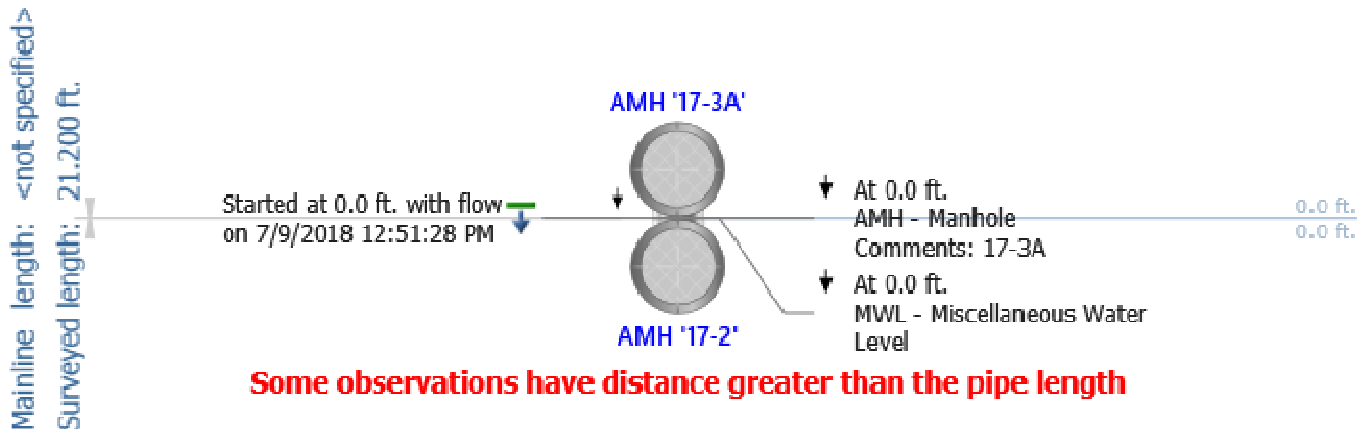 Mainline length: <not specified>
Surveyed length: 21.200 ft.
AMH '17-3A'
Started at 0.0 ft. with flow
on 7/9/2018 12:51:28 PM
At 0.0 ft.
AMH - Manhole
Comments: 17-3A
0.0 ft.
0.0 ft.
At 0.0 ft.
MWL - Miscellaneous Water
Level
AMH '17-2'
Some observations have distance greater than the pipe length